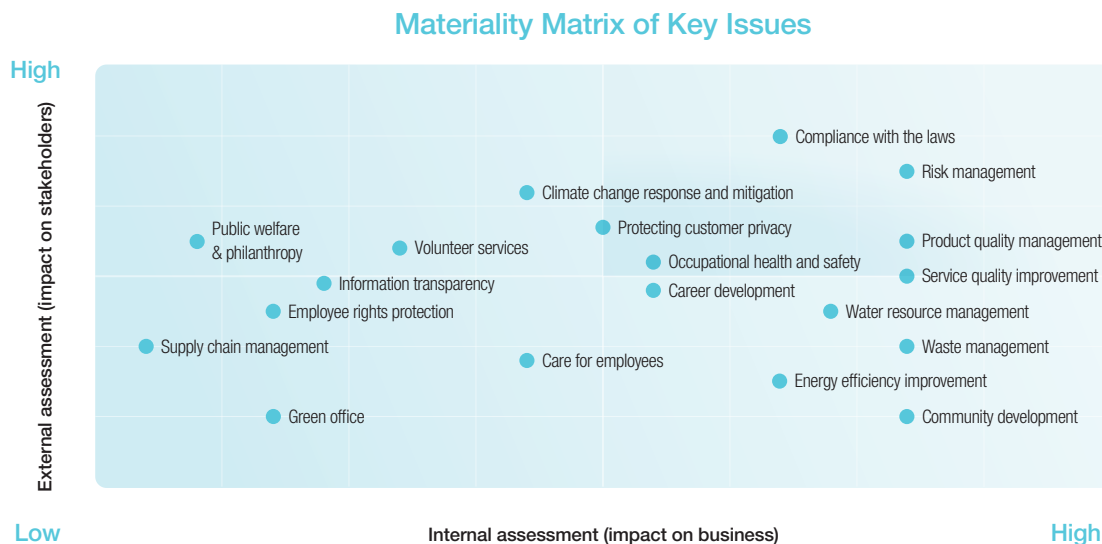 Materiality Matrix of Key Issues
High
External assessment (impact on stakeholders)
Compliance with the laws
Risk management
Climate change response and mitigation
Protecting customer privacy
Public welfare
& philanthropy
Volunteer services
Product quality management
Occupational health and safety
Service quality improvement
Information transparency
Career development
Employee rights protection
Water resource management
Supply chain management
Waste management
Care for employees
Energy efficiency improvement
Green office
Community development
Low
Internal assessment (impact on business)
High